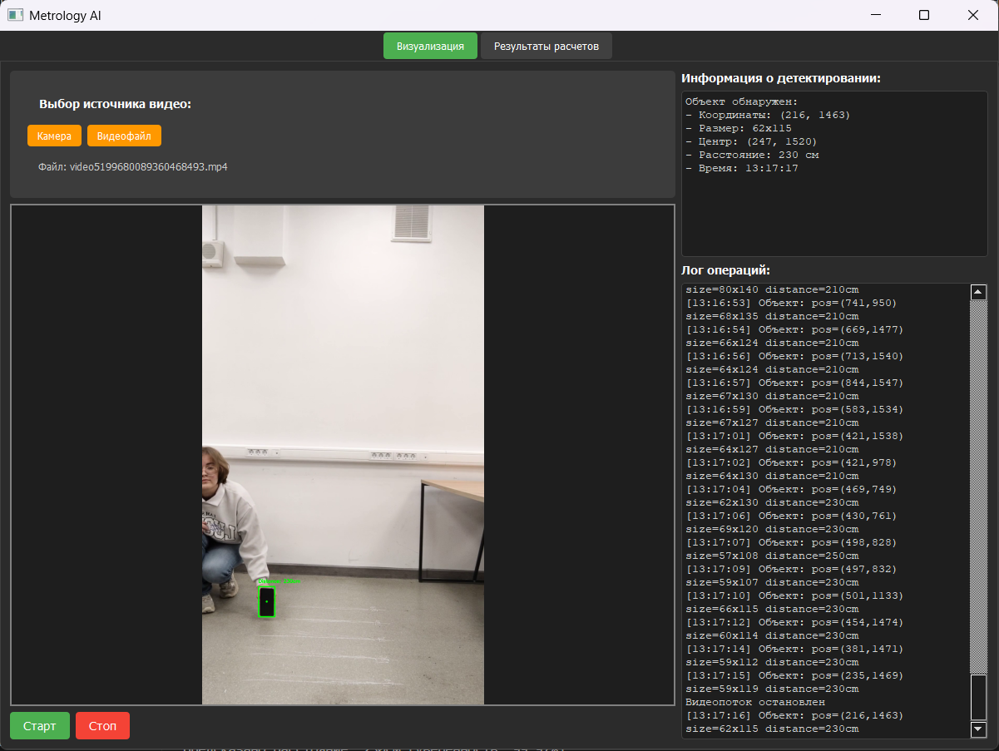 Metrology AI
Визуализация
Результаты расчетов
Выбор источника видео:
Камера
Видеофайл
Файл: video5199680089360468493.mp4
Старт
Стоп
Информация о детектировании:
Объект обнаружен:
- Координаты: (216, 1463)
- Размер: 62x115
- Центр: (247, 1520)
- Расстояние: 230 см
- Время: 13:17:17
Лог операций:
size=80x140 distance=210cm
[13:16:53] Объект: pos=(741,950)
size=68x135 distance=210cm
[13:16:54] Объект: pos=(669,1477)
size=66x124 distance=210cm
[13:16:56] Объект: pos=(713,1540)
size=64x124 distance=210cm
[13:16:57] Объект: pos=(844,1547)
size=67x130 distance=210cm
[13:16:59] Объект: pos=(583,1534)
size=67x127 distance=210cm
[13:17:01] Объект: pos=(421,1538)
size=64x127 distance=210cm
[13:17:02] Объект: pos=(421,978)
size=64x130 distance=210cm
[13:17:04] Объект: pos=(469,749)
size=62x130 distance=230cm
[13:17:06] Объект: pos=(430,761)
size=69x120 distance=230cm
[13:17:07] Объект: pos=(498,828)
size=57x108 distance=250cm
[13:17:09] Объект: pos=(497,832)
size=59x107 distance=230cm
[13:17:10] Объект: pos=(501,1133)
size=66x115 distance=230cm
[13:17:12] Объект: pos=(454,1474)
size=60x114 distance=230cm
[13:17:14] Объект: pos=(381,1471)
size=59x112 distance=230cm
[13:17:15] Объект: pos=(235,1469)
size=59x119 distance=230cm
Видеопоток остановлен
[13:17:16] Объект: pos=(216,1463)
size=62x115 distance=230cm